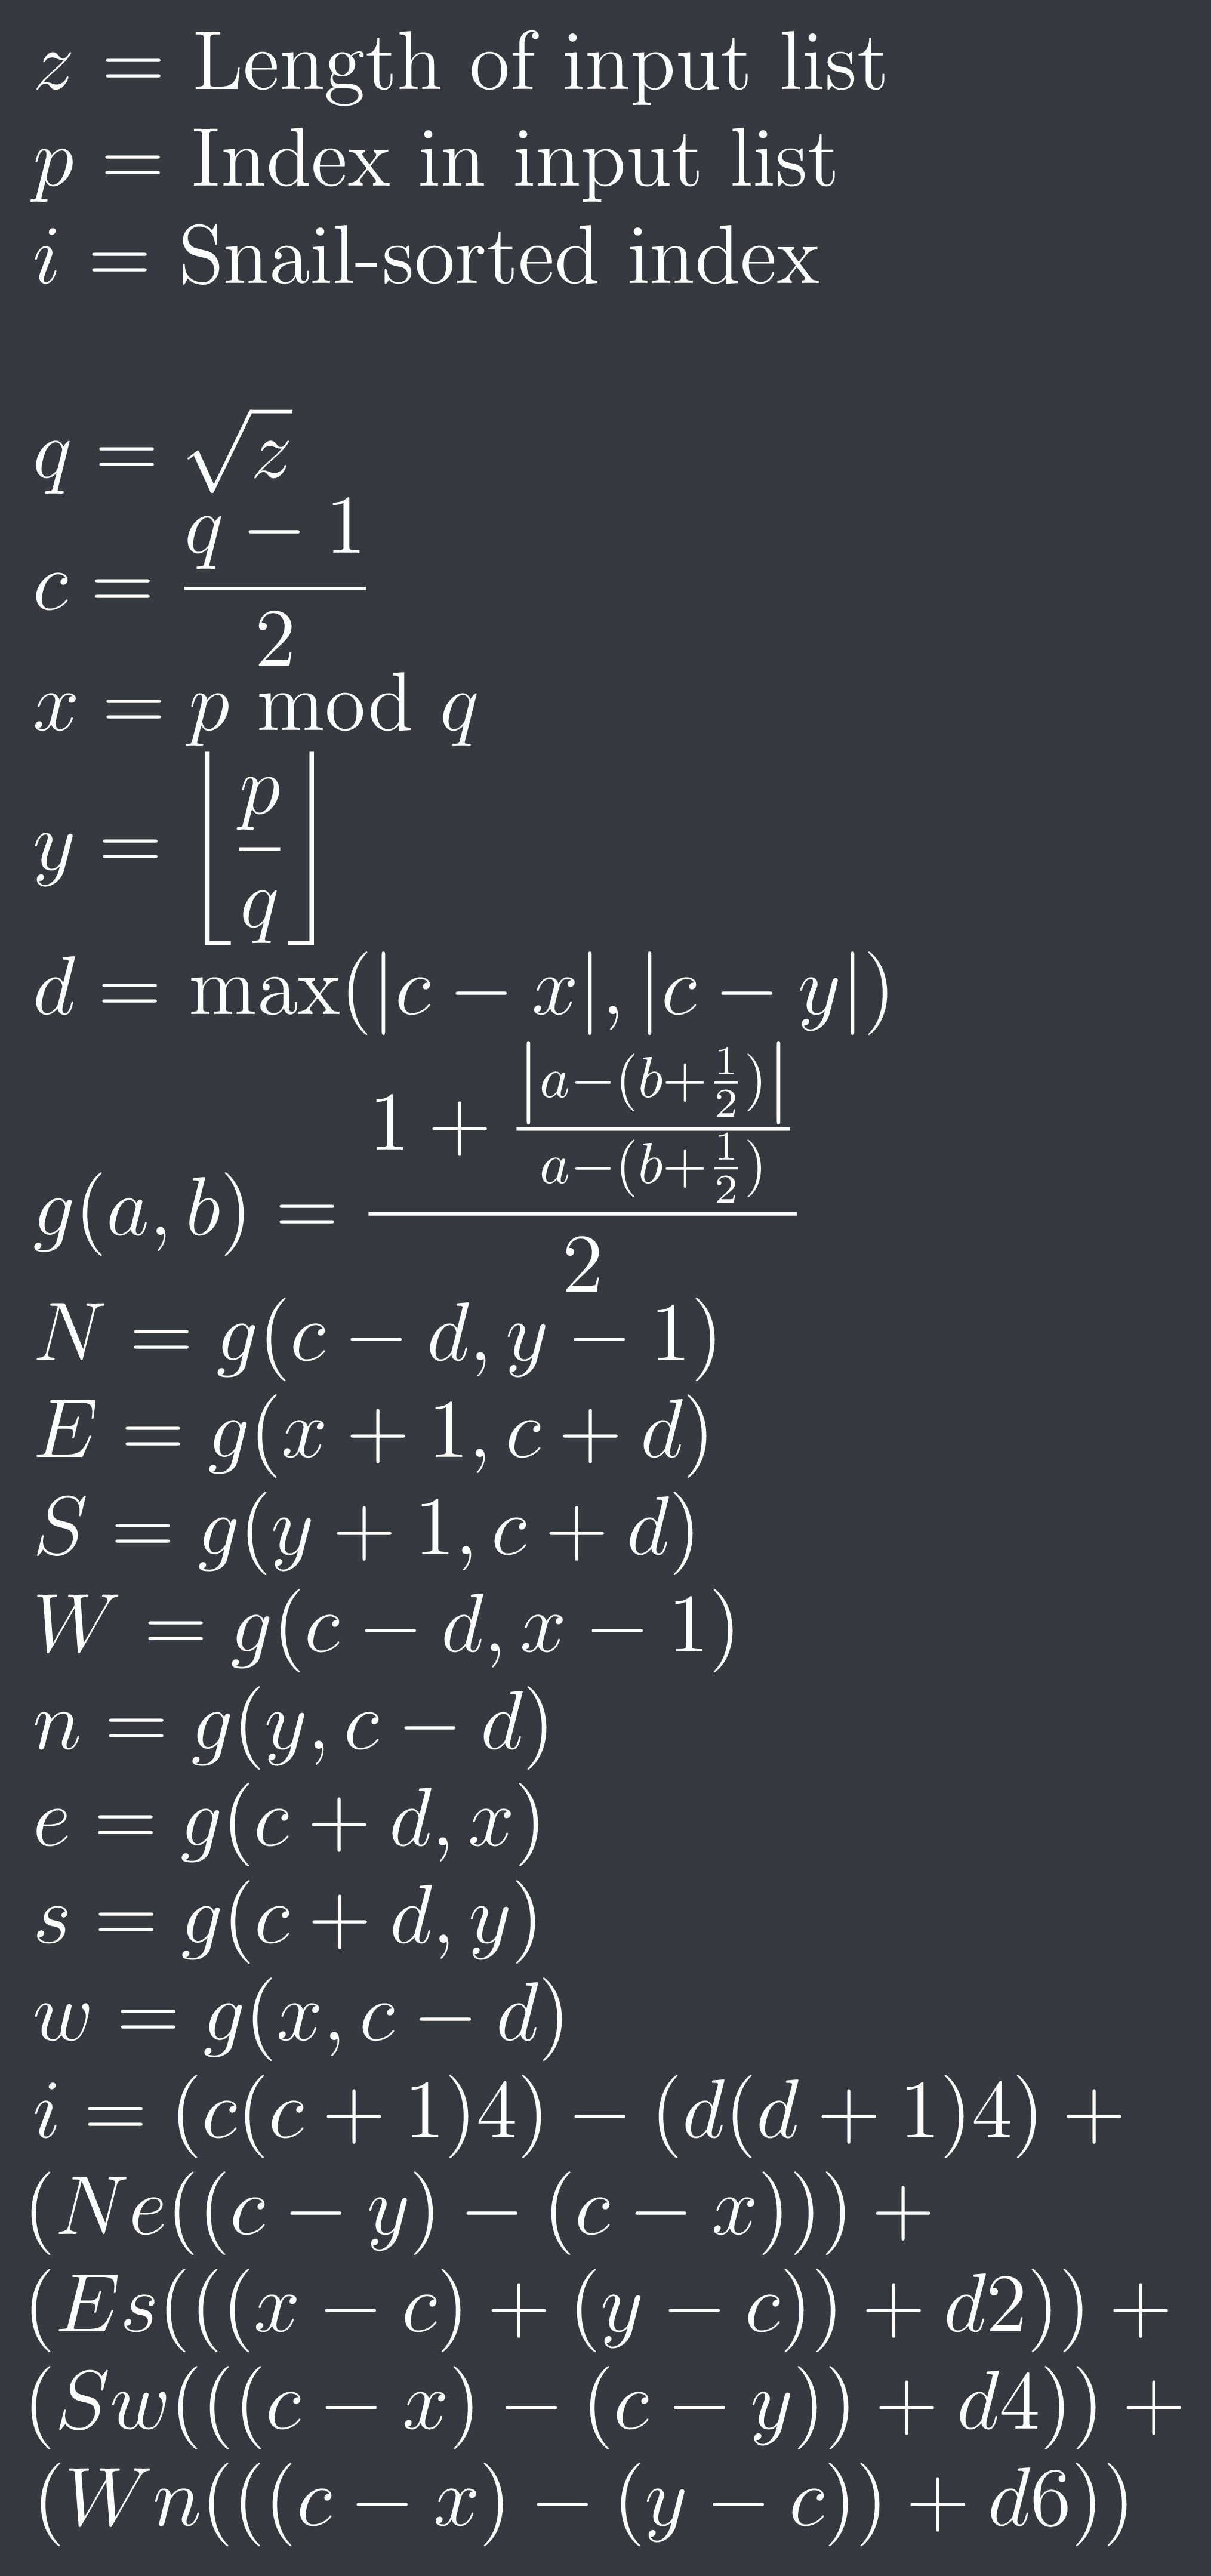 z = Length of input list
p = Index in input list
i = Snail-sorted index
q = √z
c = (q − 1)/2
x = p mod q
y = ⌊p/q⌋
d = max(|c − x|, |c − y|)
g(a, b) = (1 + |a−(b+1/2)|/(a−(b+1/2)))/2
N = g(c − d, y − 1)
E = g(x + 1, c + d)
S = g(y + 1, c + d)
W = g(c − d, x − 1)
n = g(y, c − d)
e = g(c + d, x)
s = g(c + d, y)
w = g(x, c − d)
i = (c(c + 1)4) − (d(d + 1)4) +
(Ne((c − y) − (c − x))) +
(Es(((x − c) + (y − c)) + d2)) +
(Sw(((c − x) − (c − y)) + d4)) +
(Wn(((c − x) − (y − c)) + d6))